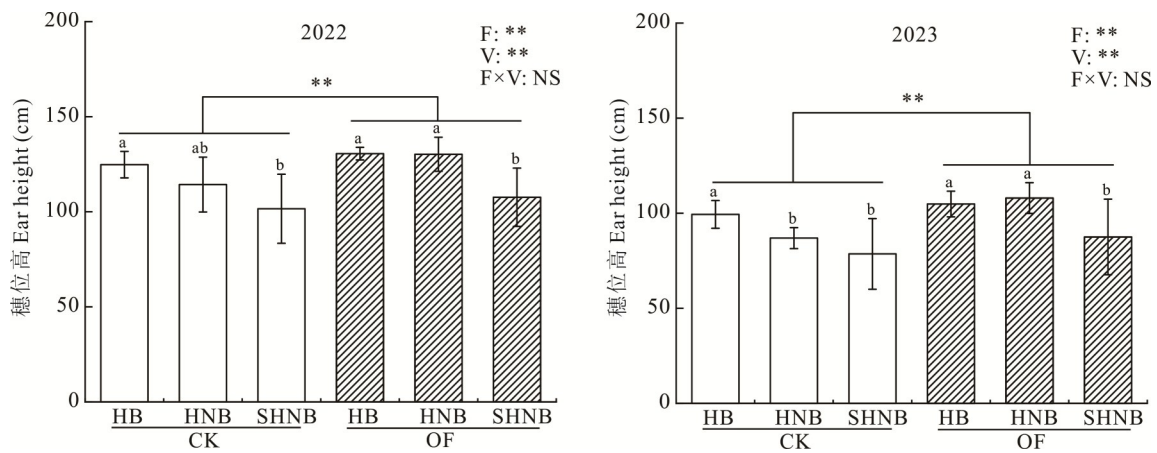 2022
F: **
V: **
F×V: NS
**
a
ab
b
a
a
b
200
150
100
50
0
穗位高 Ear height (cm)
HB HNB SHNB HB HNB SHNB
CK OF
2023
F: **
V: **
F×V: NS
**
a
b
b
a
a
b
200
150
100
50
0
穗位高 Ear height (cm)
HB HNB SHNB HB HNB SHNB
CK OF